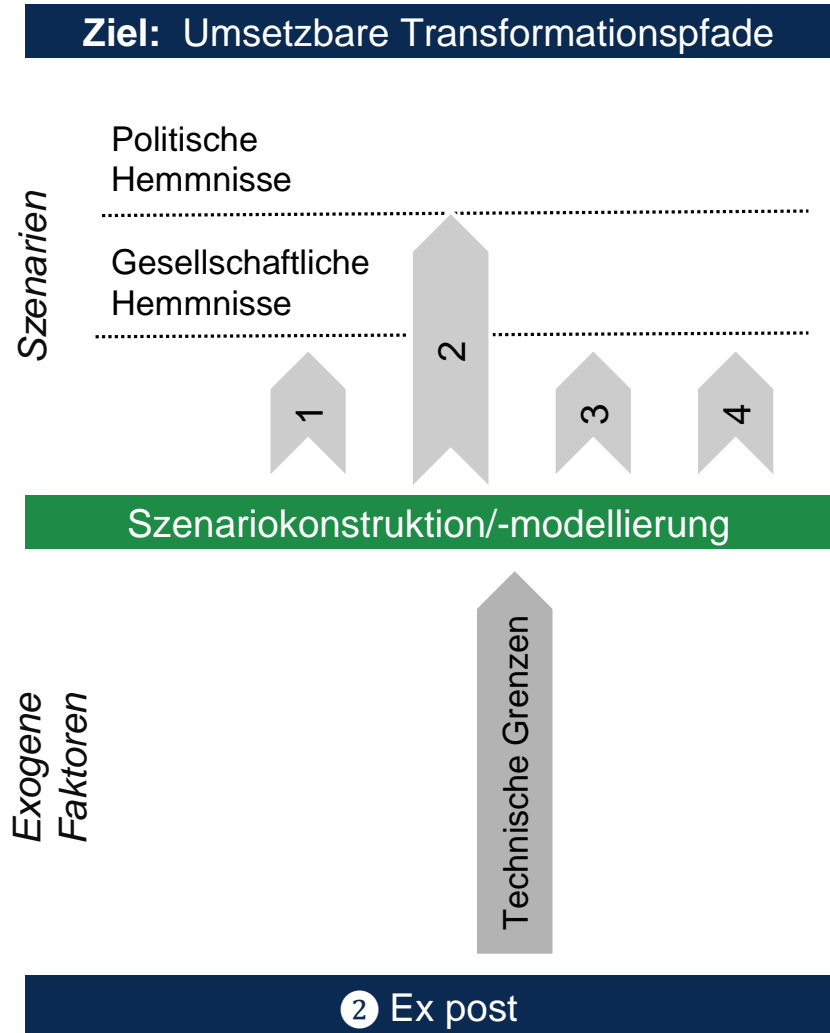 Ziel: Umsetzbare Transformationspfade
Szenarien
Politische
Hemmnisse
Gesellschaftliche
Hemmnisse
1
2
3
4
Szenariokonstruktion/-modellierung
Exogene
Faktoren
Technische Grenzen
❷ Ex post